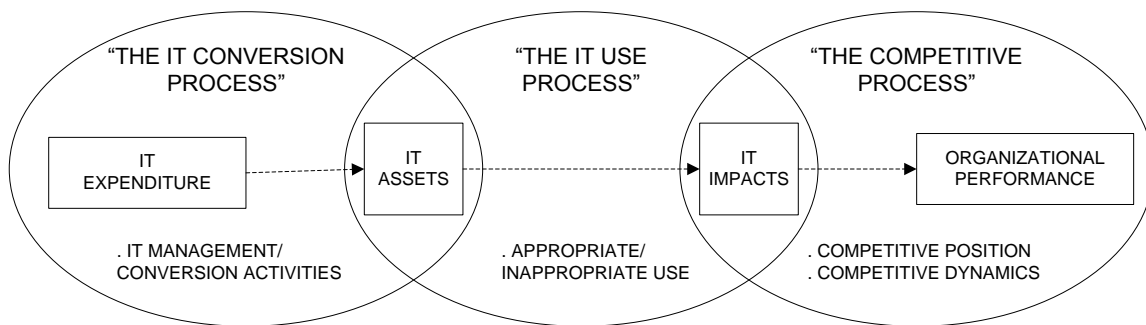 “THE IT CONVERSION
PROCESS”
“THE IT USE
PROCESS”
“THE COMPETITIVE
PROCESS”
IT
EXPENDITURE
IT
ASSETS
IT
IMPACTS
ORGANIZATIONAL
PERFORMANCE
. IT MANAGEMENT/
CONVERSION ACTIVITIES
. APPROPRIATE/
INAPPROPRIATE USE
. COMPETITIVE POSITION
. COMPETITIVE DYNAMICS